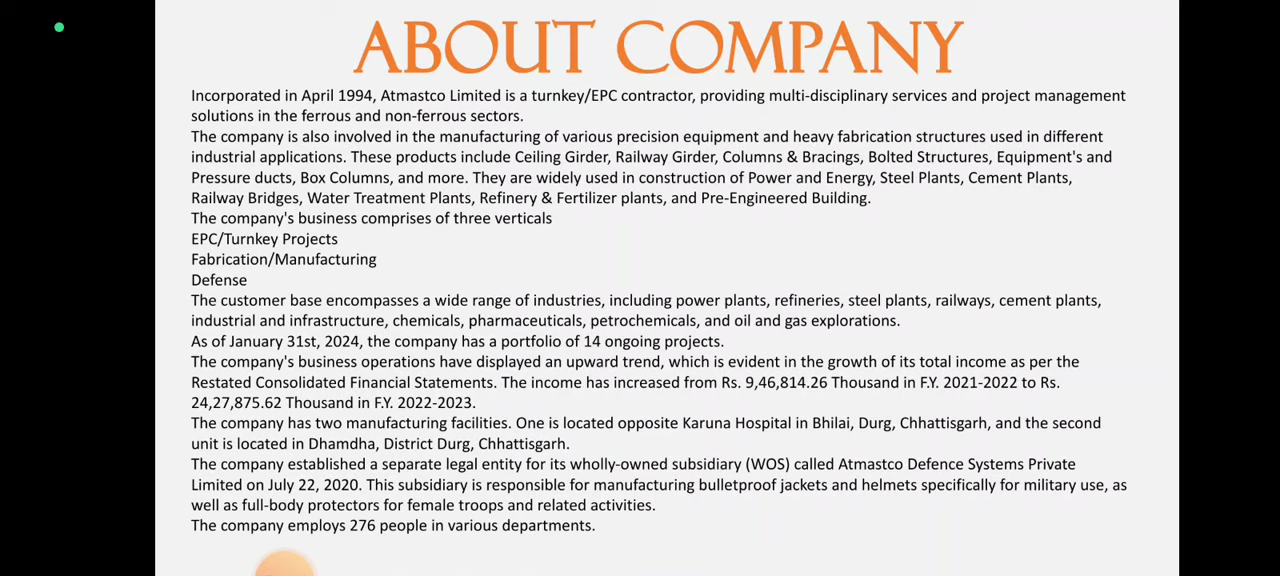 ABOUT COMPANY
Incorporated in April 1994, Atmastco Limited is a turnkey/EPC contractor, providing multi-disciplinary services and project management
solutions in the ferrous and non-ferrous sectors.
The company is also involved in the manufacturing of various precision equipment and heavy fabrication structures used in different
industrial applications. These products include Ceiling Girder, Railway Girder, Columns & Bracings, Bolted Structures, Equipment's and
Pressure ducts, Box Columns, and more. They are widely used in construction of Power and Energy, Steel Plants, Cement Plants,
Railway Bridges, Water Treatment Plants, Refinery & Fertilizer plants, and Pre-Engineered Building.
The company's business comprises of three verticals
EPC/Turnkey Projects
Fabrication/Manufacturing
Defense
The customer base encompasses a wide range of industries, including power plants, refineries, steel plants, railways, cement plants,
industrial and infrastructure, chemicals, pharmaceuticals, petrochemicals, and oil and gas explorations.
As of January 31st, 2024, the company has a portfolio of 14 ongoing projects.
The company's business operations have displayed an upward trend, which is evident in the growth of its total income as per the
Restated Consolidated Financial Statements. The income has increased from Rs. 9,46,814.26 Thousand in F.Y. 2021-2022 to Rs.
24,27,875.62 Thousand in F.Y. 2022-2023.
The company has two manufacturing facilities. One is located opposite Karuna Hospital in Bhilai, Durg, Chhattisgarh, and the second
unit is located in Dhamdha, District Durg, Chhattisgarh.
The company established a separate legal entity for its wholly-owned subsidiary (WOS) called Atmastco Defence Systems Private
Limited on July 22, 2020. This subsidiary is responsible for manufacturing bulletproof jackets and helmets specifically for military use, as
well as full-body protectors for female troops and related activities.
The company employs 276 people in various departments.